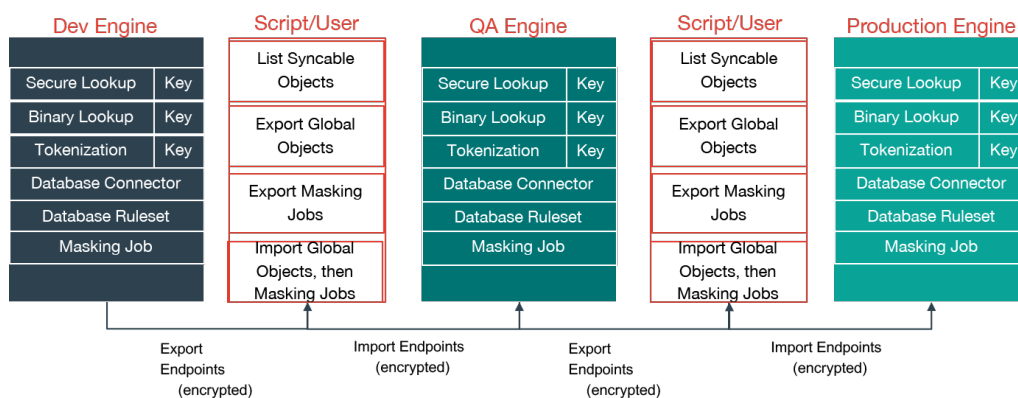 Dev Engine
Secure Lookup Key
Binary Lookup Key
Tokenization Key
Database Connector
Database Ruleset
Masking Job
Script/User
List Syncable
Objects
Export Global
Objects
Export Masking
Jobs
Import Global
Objects, then
Masking Jobs
QA Engine
Secure Lookup Key
Binary Lookup Key
Tokenization Key
Database Connector
Database Ruleset
Masking Job
Script/User
List Syncable
Objects
Export Global
Objects
Export Masking
Jobs
Import Global
Objects, then
Masking Jobs
Production Engine
Secure Lookup Key
Binary Lookup Key
Tokenization Key
Database Connector
Database Ruleset
Masking Job
Export
Endpoints
(encrypted)
Import Endpoints
(encrypted)
Export
Endpoints
(encrypted)
Import Endpoints
(encrypted)